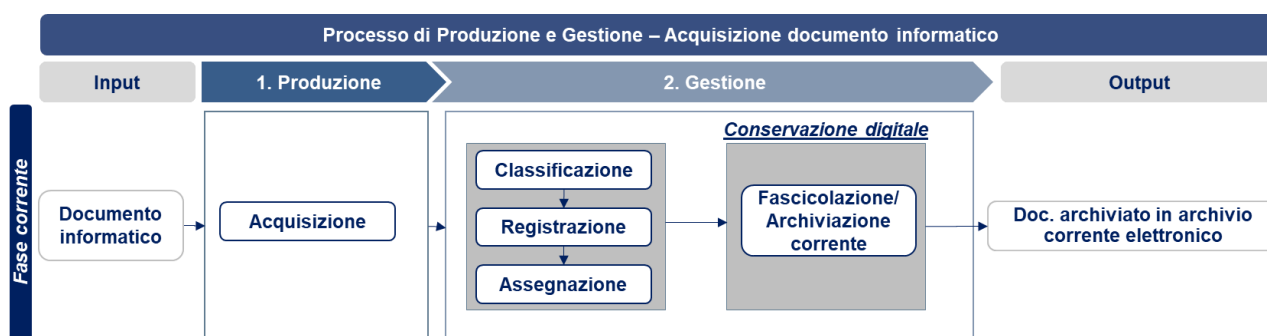 Processo di Produzione e Gestione – Acquisizione documento informatico
Input
1. Produzione
2. Gestione
Output
Fase corrente
Documento
informatico
Acquisizione
Classificazione
Registrazione
Assegnazione
Conservazione digitale
Fascicolazione/
Archiviazione
corrente
Doc. archiviato in archivio
corrente elettronico